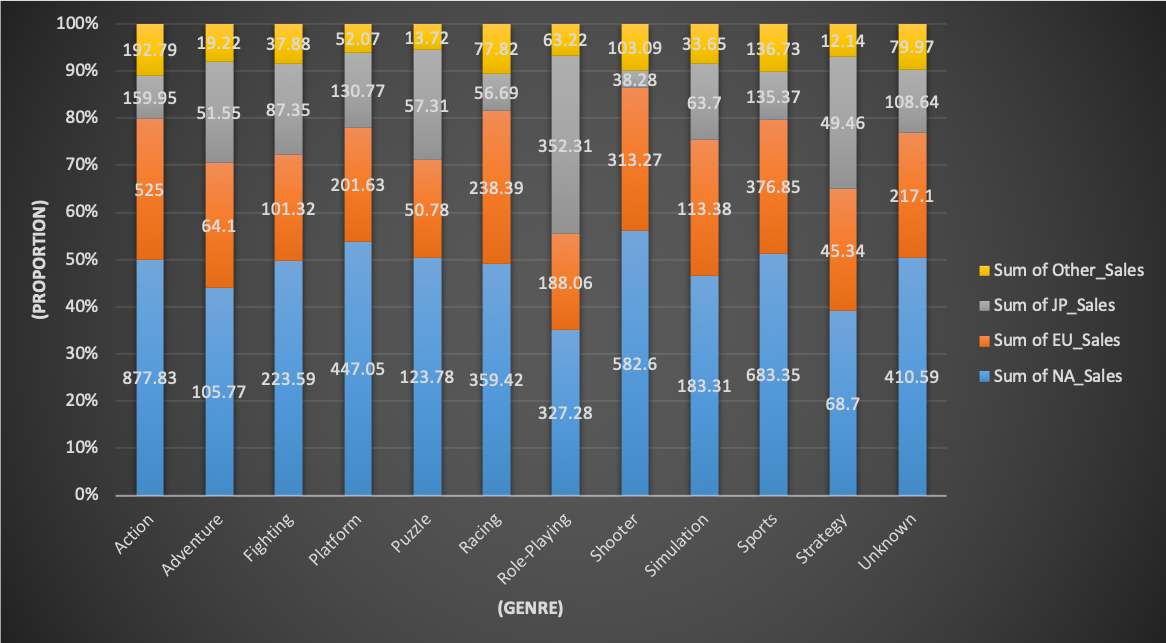 100%
90%
80%
70%
60%
50%
40%
30%
20%
10%
0%
(PROPORTION)
192.79 19.22 37.88 52.07 13.72 77.82 63.22 103.09 33.65 136.73 12.14 79.97
159.95 51.55 87.35 130.77 57.31 56.69 352.31 38.28 63.7 135.37 49.46 108.64
525 64.1 101.32 201.63 50.78 238.39 188.06 313.27 113.38 376.85 45.34 217.1
877.83 105.77 223.59 447.05 123.78 359.42 327.28 582.6 183.31 683.35 68.7 410.59
Action
Adventure
Fighting
Platform
Puzzle
Racing
Role-Playing
Shooter
Simulation
Sports
Strategy
Unknown
(GENRE)
Sum of Other_Sales
Sum of JP_Sales
Sum of EU_Sales
Sum of NA_Sales